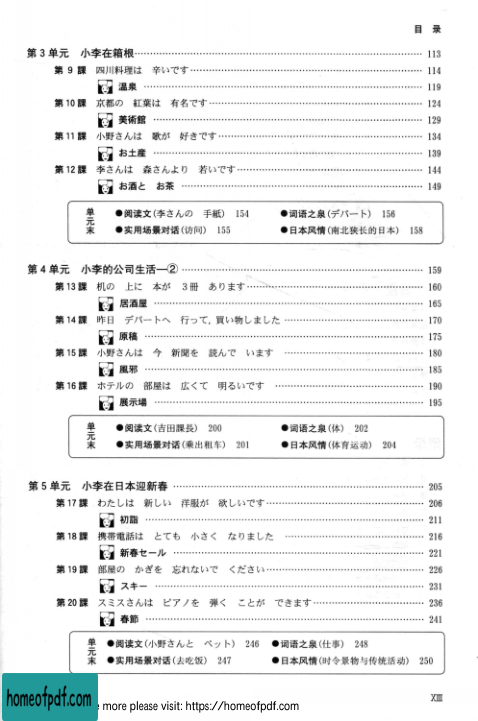 目 录
第3单元 小李在箱根 113
第9課 四川料理は 辛いです 114
温泉 119
第10課 京都の 紅葉は 有名です 124
美術館 129
第11課 小野さんは 歌が 好きです 134
お土産 139
第12課 李さんは 森さんより 若いです 144
お酒と お茶 149
单元末 ●阅读文(李さんの 手紙) 154 ●词语之泉(デパート) 156
●实用场景对话(访问) 155 ●日本风情(南北狭长的日本) 158
第4单元 小李的公司生活—② 159
第13課 机の 上に 本が 3冊 あります 160
居酒屋 165
第14課 昨日 デパートへ 行って,買い物しました 170
原稿 175
第15課 小野さんは 今 新聞を 読んで います 180
風邪 185
第16課 ホテルの 部屋は 広くて 明るいです 190
展示場 195
单元末 ●阅读文(吉田課長) 200 ●词语之泉(体) 202
●实用场景对话(乘出租车) 201 ●日本风情(体育运动) 204
第5单元 小李在日本迎新春 205
第17課 わたしは 新しい 洋服が 欲しいです 206
初詣 211
第18課 携帯電話は とても 小さく なりました 216
新春セール 221
第19課 部屋の かぎを 忘れないで ください 226
スキー 231
第20課 スミスさんは ピアノを 弾く ことが できます 236
春節 241
单元末 ●阅读文(小野さんと ペット) 246 ●词语之泉(仕事) 248
●实用场景对话(去吃饭) 247 ●日本风情(时令景物与传统活动) 250
XIII
homeofpdf.com
more please visit: https://homeofpdf.com